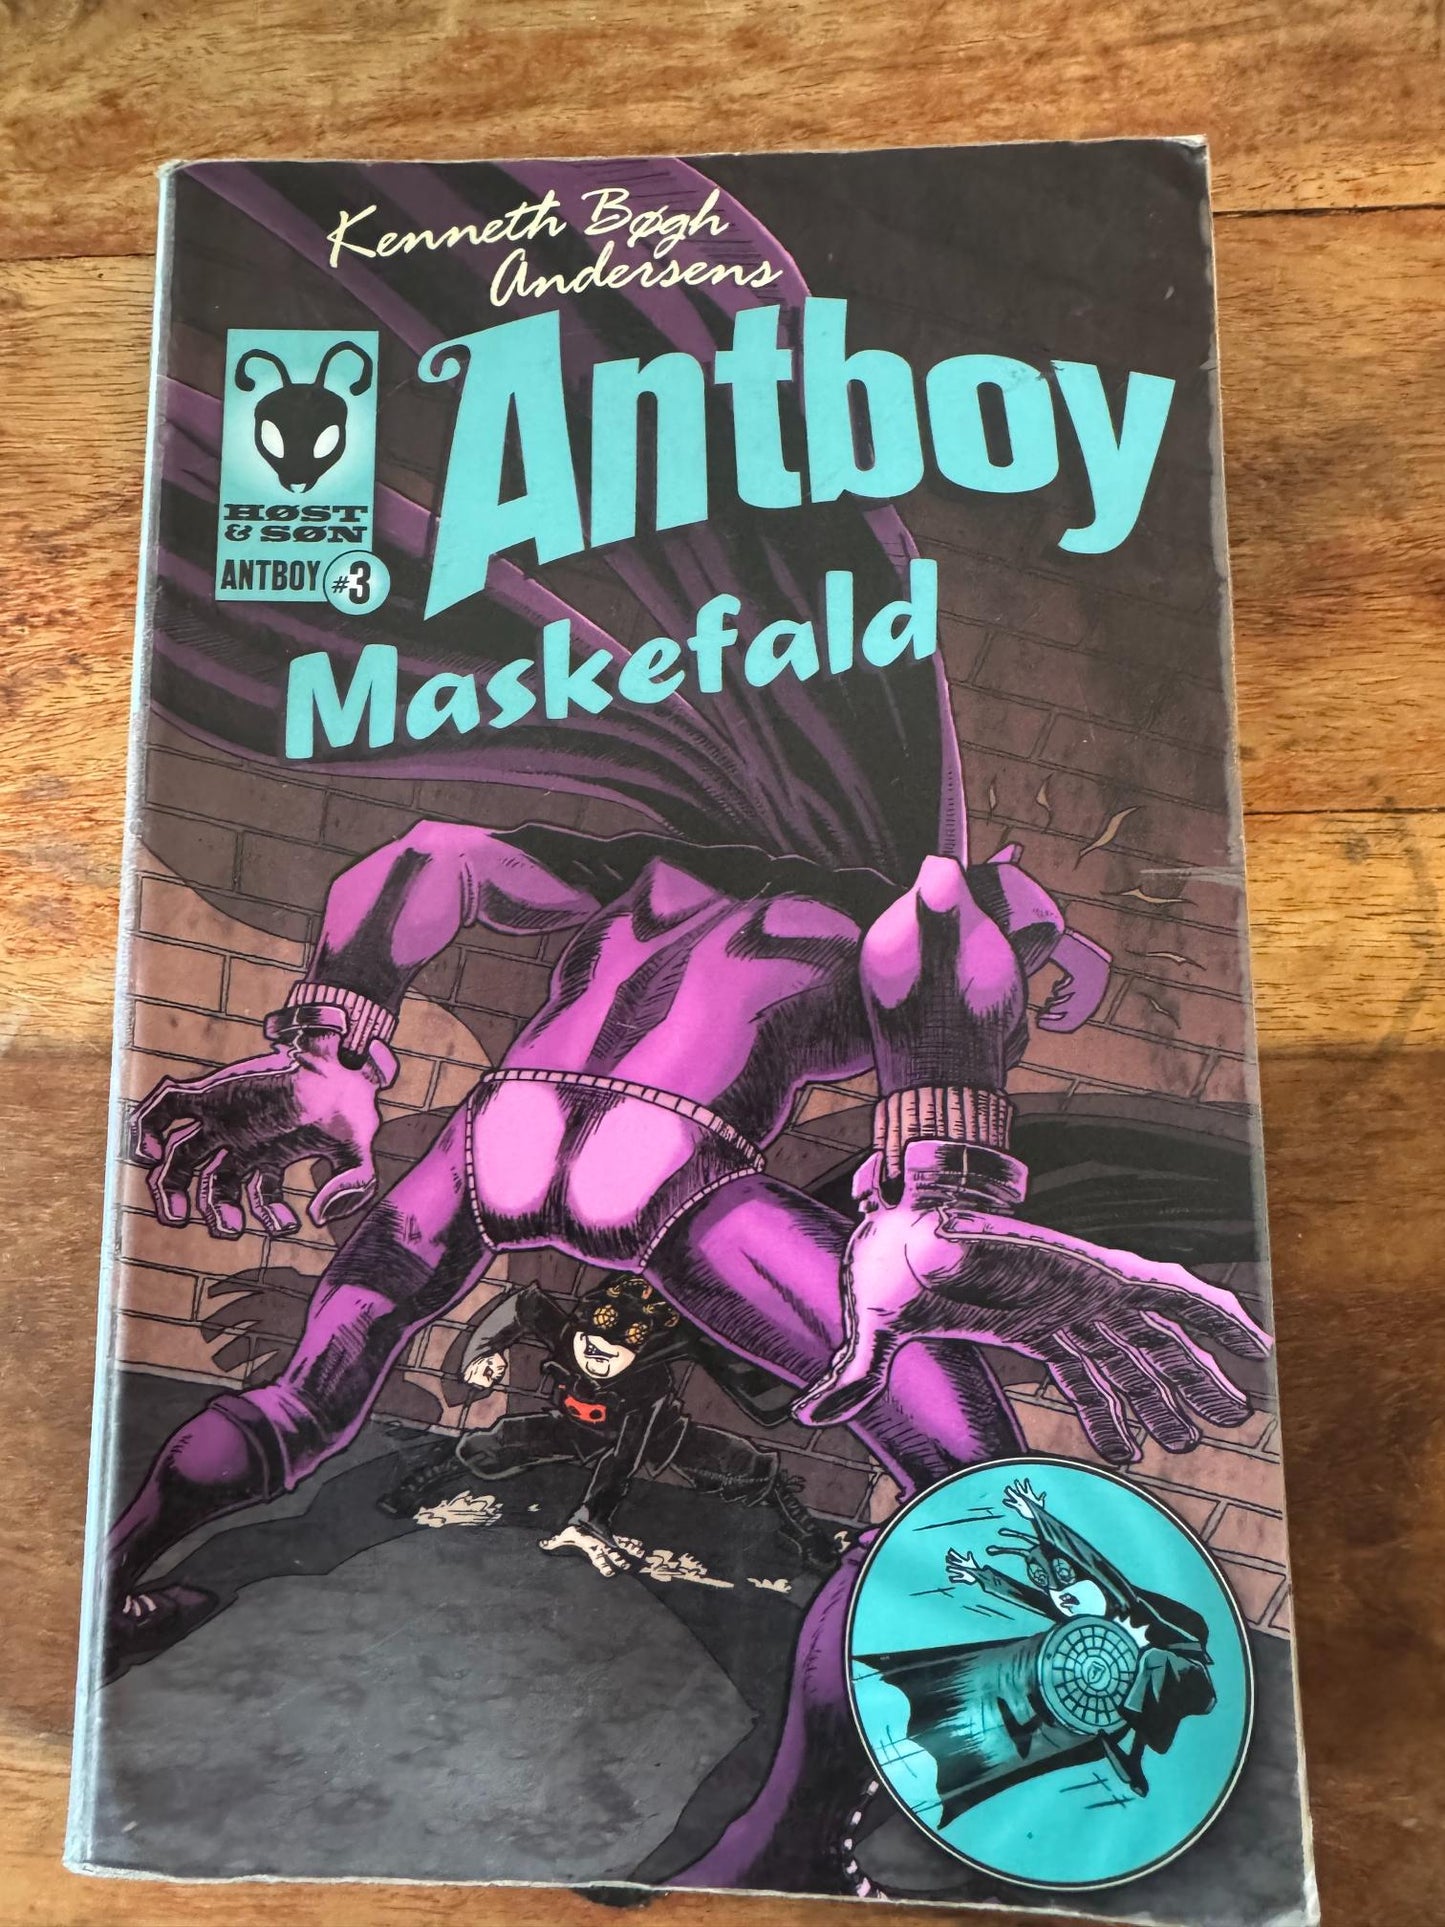 Kenneth Bøgh
Andersens
Antboy
HØST
& SØN
ANTBOY #3
Maskefald